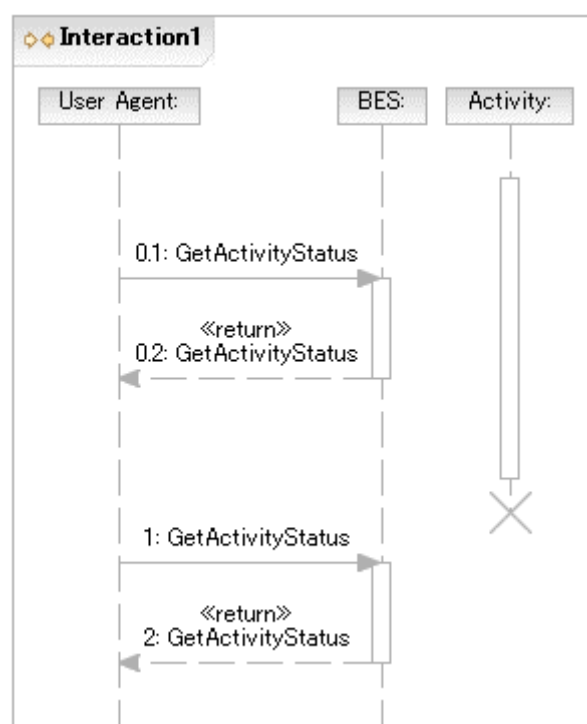 Interaction1
User Agent:
BES:
Activity:
0.1: GetActivityStatus
≪return≫
0.2: GetActivityStatus
1: GetActivityStatus
≪return≫
2: GetActivityStatus